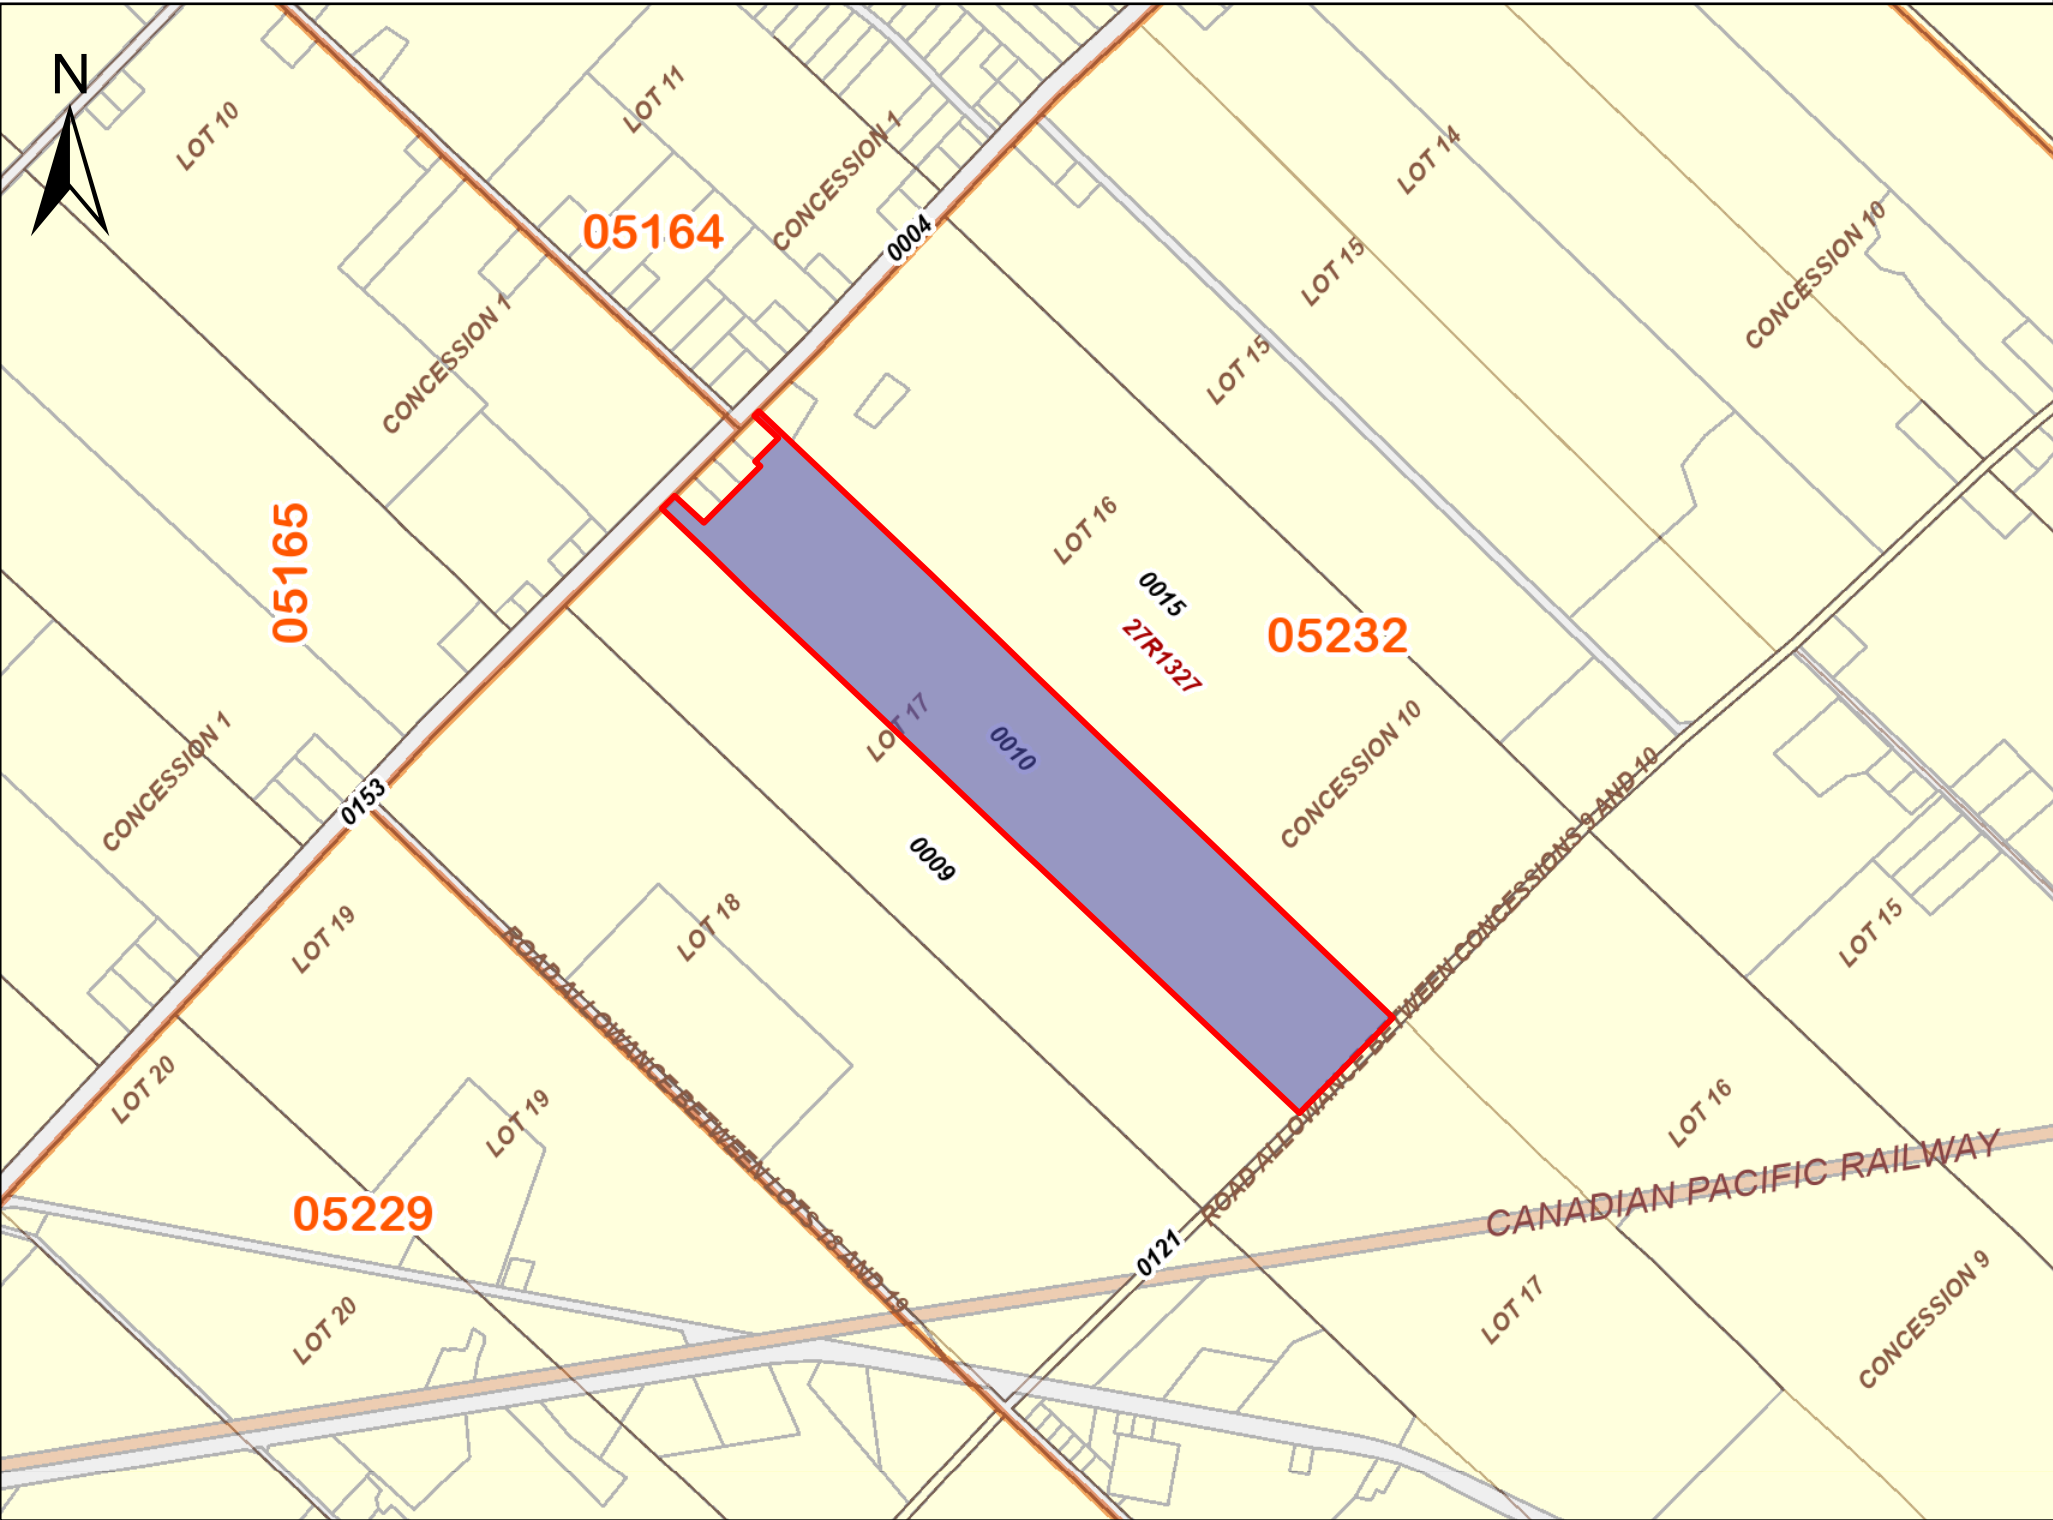 N
LOT 10
LOT 11
CONCESSION 1
LOT 14
05164
0004
LOT 15
CONCESSION 10
CONCESSION 1
LOT 15
05165
LOT 16
0015
27R1327
05232
LOT 17
0010
CONCESSION 10
CONCESSION 1
0153
0009
ROAD ALLOWANCE BETWEEN CONCESSIONS 9 AND 10
LOT 19
LOT 18
LOT 15
ROAD ALLOWANCE BETWEEN LOTS 18 AND 19
LOT 20
LOT 19
LOT 16
CANADIAN PACIFIC RAILWAY
05229
0121
LOT 20
LOT 17
CONCESSION 9